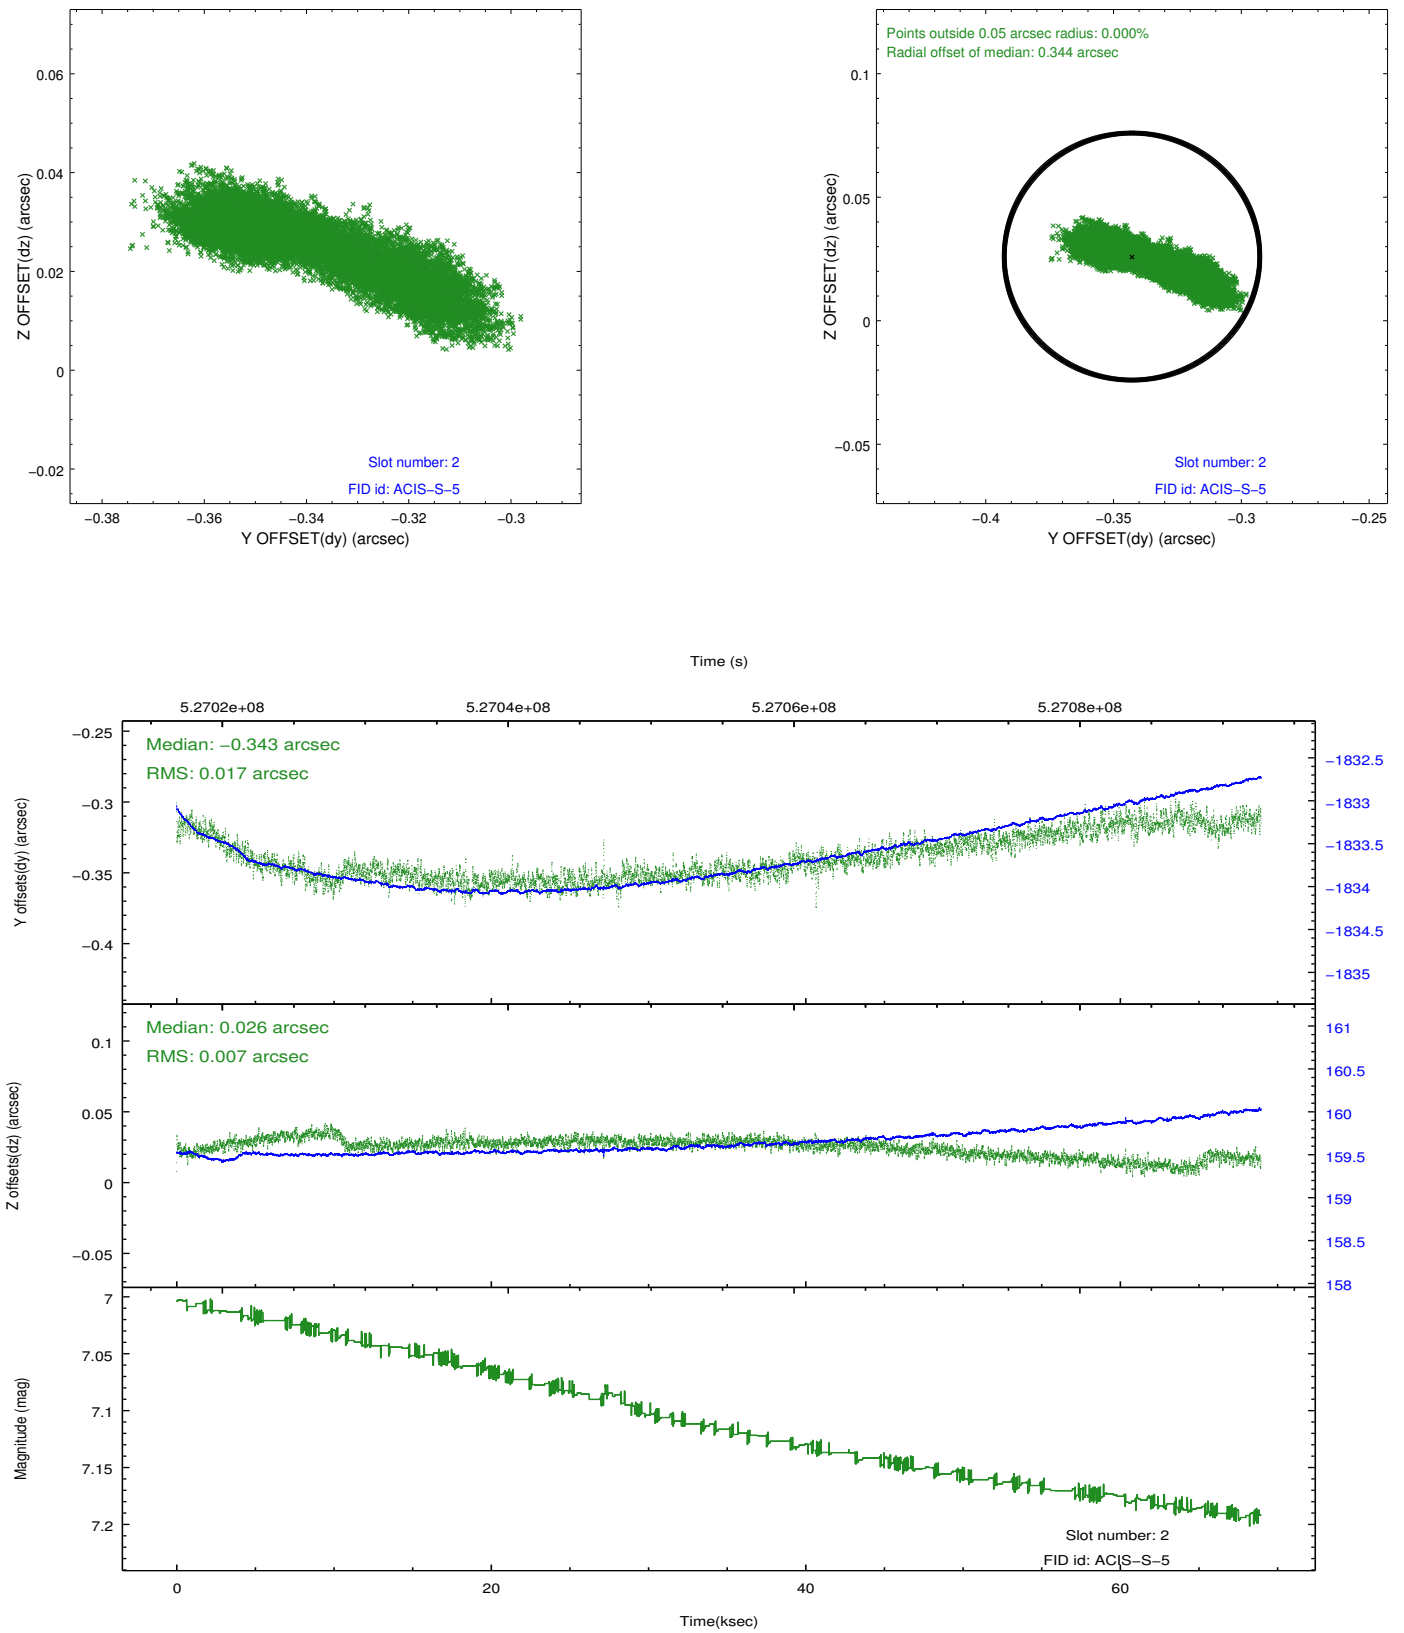 0.06
0.04
0.02
0
−0.02
Z OFFSET(dz) (arcsec)
Slot number: 2
FID id: ACIS−S−5
−0.38
−0.36
−0.34
−0.32
−0.3
Y OFFSET(dy) (arcsec)
Points outside 0.05 arcsec radius: 0.000%
Radial offset of median: 0.344 arcsec
0.1
0.05
0
−0.05
Z OFFSET(dz) (arcsec)
Slot number: 2
FID id: ACIS−S−5
−0.4
−0.35
−0.3
−0.25
Y OFFSET(dy) (arcsec)
Time (s)
5.2702e+08
5.2704e+08
5.2706e+08
5.2708e+08
Median: −0.343 arcsec
RMS: 0.017 arcsec
−0.25
−0.3
−0.35
−0.4
Y offsets(dy) (arcsec)
−1832.5
−1833
−1833.5
−1834
−1834.5
−1835
Median: 0.026 arcsec
RMS: 0.007 arcsec
0.1
0.05
0
−0.05
Z offsets(dz) (arcsec)
161
160.5
160
159.5
159
158.5
158
7
7.05
7.1
7.15
7.2
Magnitude (mag)
Slot number: 2
FID id: ACIS−S−5
0
20
40
60
Time(ksec)